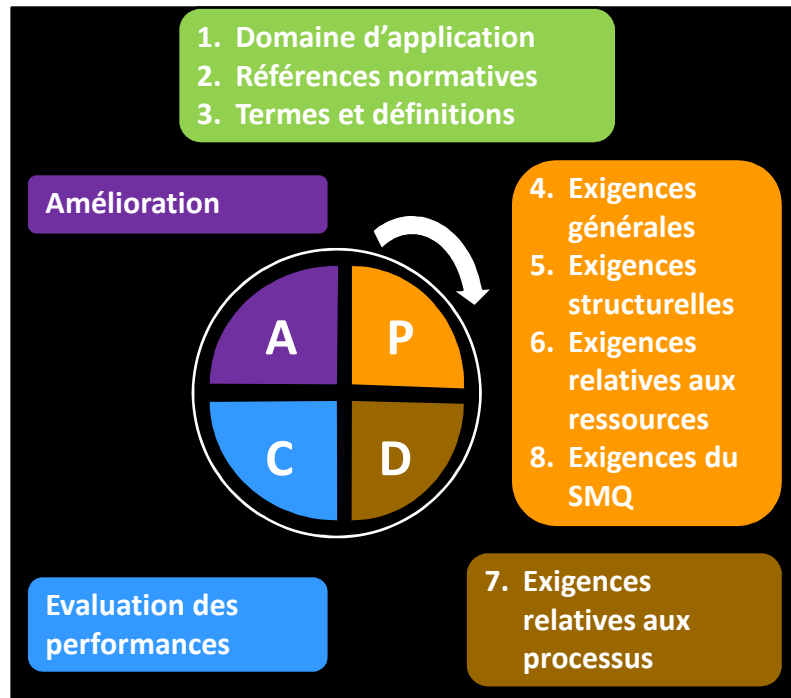 1. Domaine d’application
2. Références normatives
3. Termes et définitions
Amélioration
4. Exigences
générales
5. Exigences
structurelles
6. Exigences
relatives aux
ressources
8. Exigences du
SMQ
A
P
C
D
Evaluation des
performances
7. Exigences
relatives aux
processus